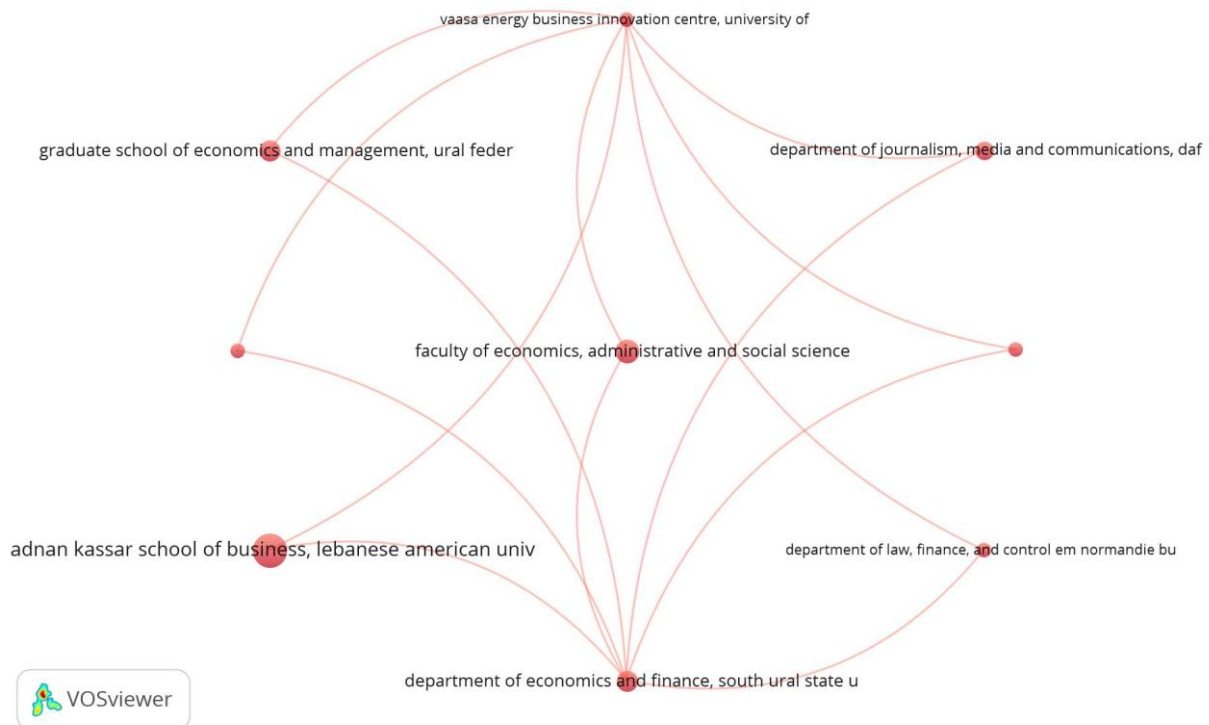 vaasa energy business innovation centre, university of
graduate school of economics and management, ural feder
department of journalism, media and communications, daf
faculty of economics, administrative and social science
adnan kassar school of business, lebanese american univ
department of law, finance, and control em normandie bu
department of economics and finance, south ural state u
VOSviewer